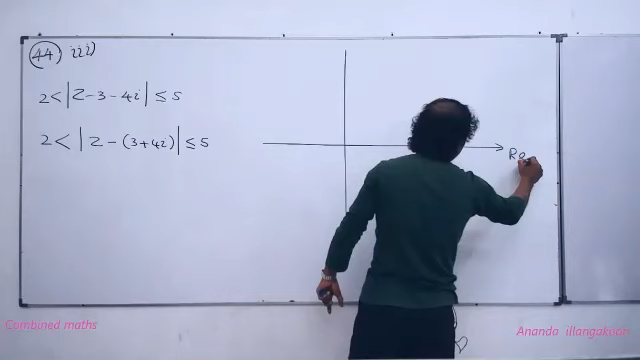 44) iii)
2 < |Z - 3 - 4i| ≤ 5
2 < |Z - (3 + 4i)| ≤ 5
Re
Combined maths
Ananda illangakoon